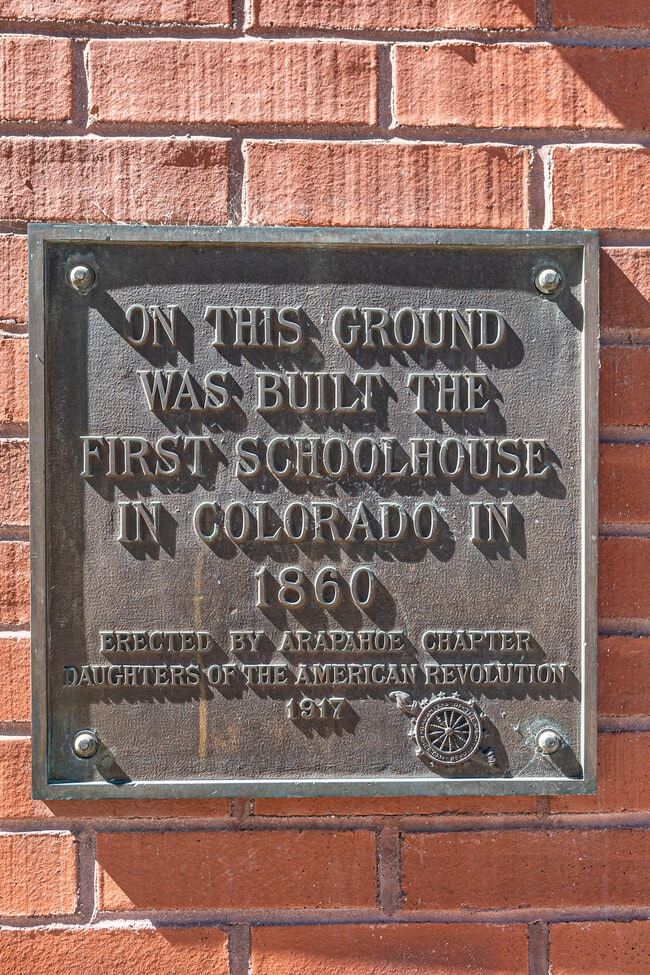 ON THIS GROUND
WAS BUILT THE
FIRST SCHOOLHOUSE
IN COLORADO IN
1860
ERECTED BY ARAPAHOE CHAPTER
DAUGHTERS OF THE AMERICAN REVOLUTION
1917